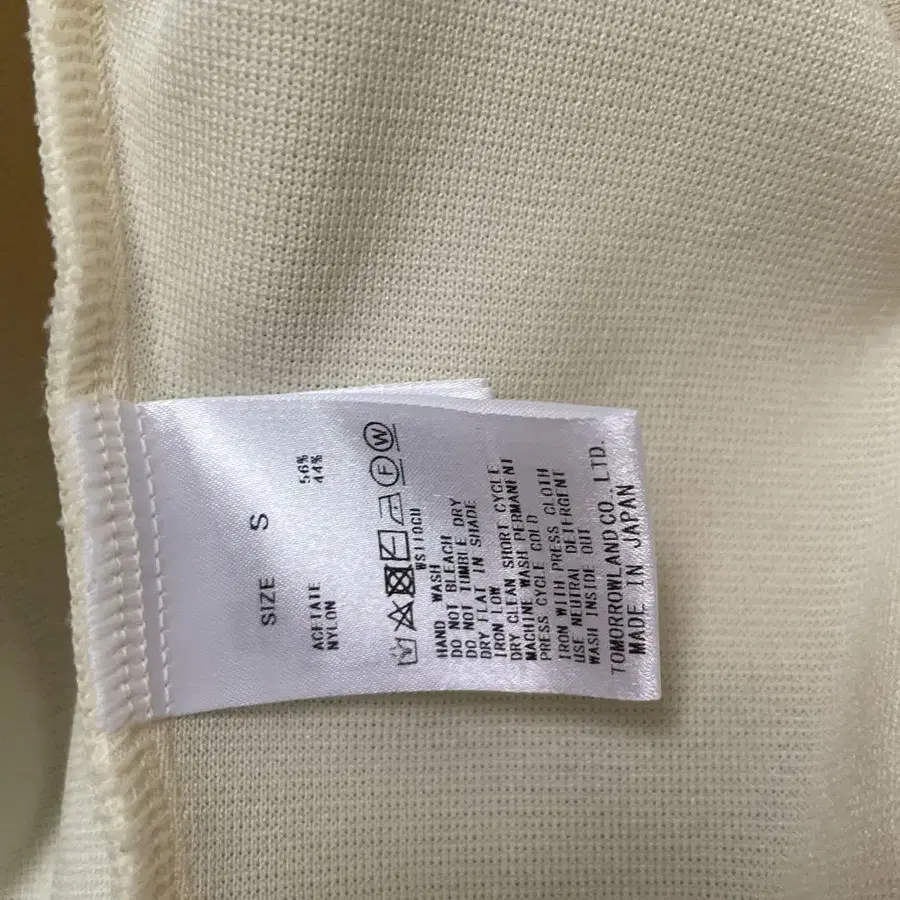 SIZE S
ACETATE 56%
NYLON 44%
F W
WS110CU
HAND WASH
DO NOT BLEACH
DO NOT TUMBLE DRY
DRY FLAT IN SHADE
IRON LOW
DRY CLEAN SHORT CYCLE
MACHINE WASH PERMANENT
PRESS CYCLE COLD
IRON WITH PRESS CLOTH
USE NEUTRAL DETERGENT
WASH INSIDE OUT
TOMORROWLAND CO., LTD.
MADE IN JAPAN